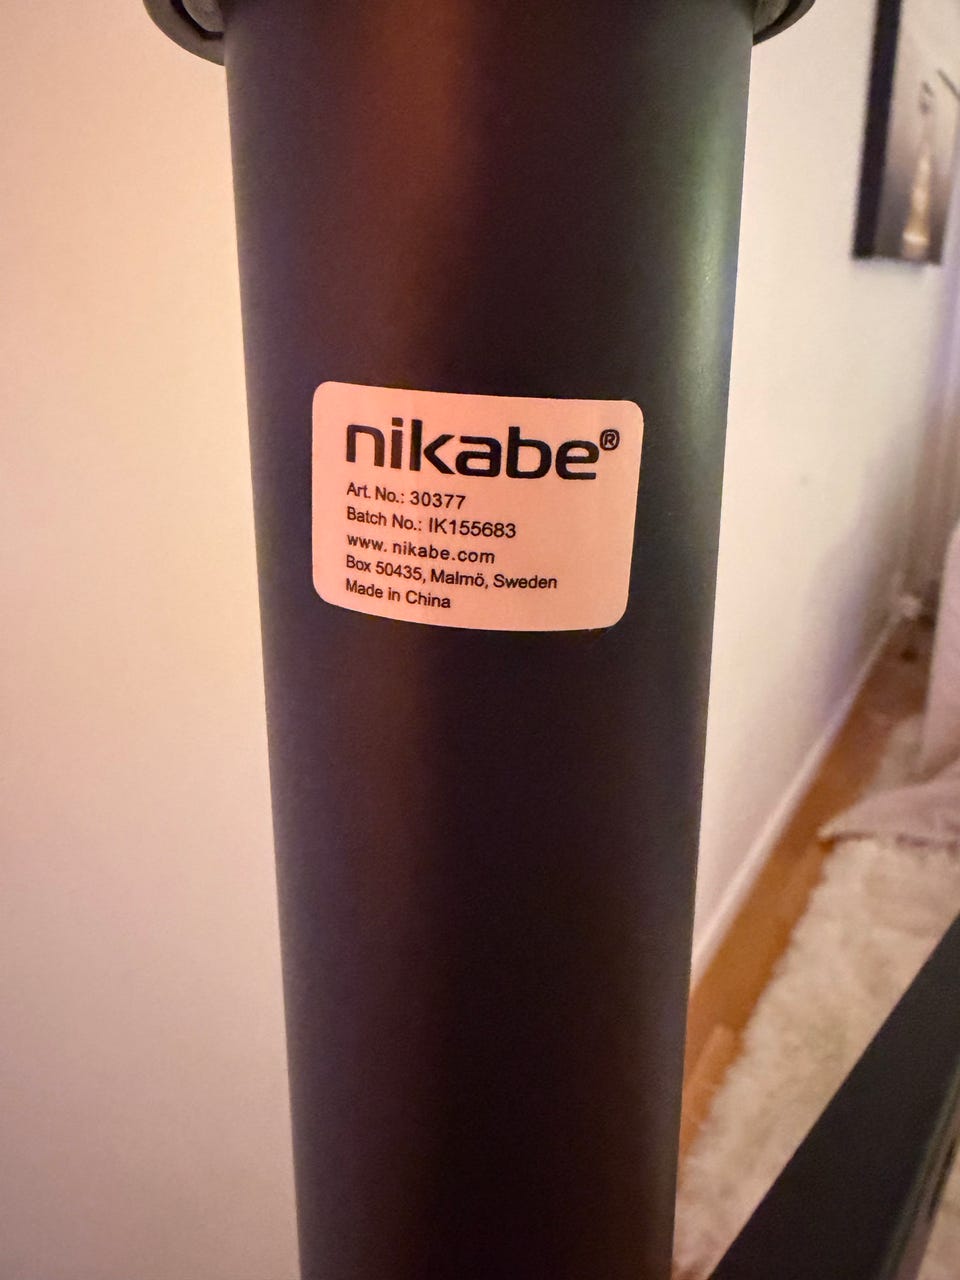 nikabe®
Art. No.: 30377
Batch No.: IK155683
www. nikabe.com
Box 50435, Malmö, Sweden
Made in China